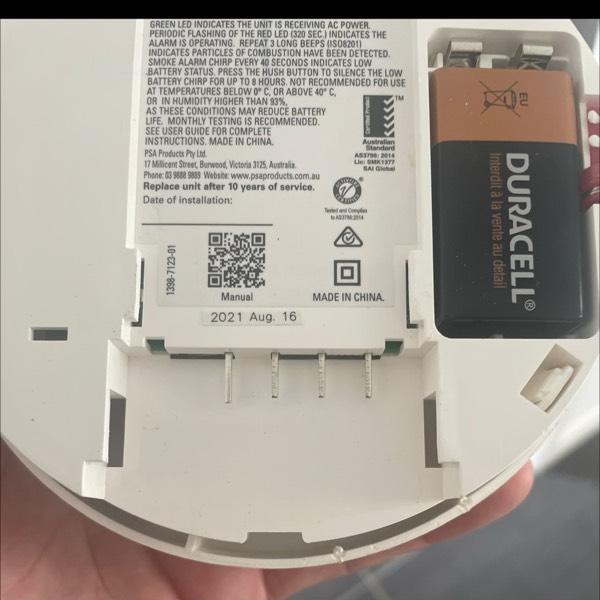 GREEN LED INDICATES THE UNIT IS RECEIVING AC POWER.
PERIODIC FLASHING OF THE RED LED (320 SEC.) INDICATES THE
ALARM IS OPERATING. REPEAT 3 LONG BEEPS (ISO8201)
INDICATES PARTICLES OF COMBUSTION HAVE BEEN DETECTED.
SMOKE ALARM CHIRP EVERY 40 SECONDS INDICATES LOW
BATTERY STATUS. PRESS THE HUSH BUTTON TO SILENCE THE LOW
BATTERY CHIRP FOR UP TO 8 HOURS. NOT RECOMMENDED FOR USE
AT TEMPERATURES BELOW 0° C, OR ABOVE 40° C,
OR IN HUMIDITY HIGHER THAN 93%,
AS THESE CONDITIONS MAY REDUCE BATTERY
LIFE. MONTHLY TESTING IS RECOMMENDED.
SEE USER GUIDE FOR COMPLETE
INSTRUCTIONS. MADE IN CHINA.
PSA Products Pty Ltd.
17 Millicent Street, Burwood, Victoria 3125, Australia.
Phone: 03 9888 9889 Website: www.psaproducts.com.au
Replace unit after 10 years of service.
Date of installation:
Certified Product
TM
Australian
Standard
AS3786: 2014
Lic: SMK1377
SAI Global
Tested and Complies
to AS3786:2014
1398-7123-01
Manual
MADE IN CHINA.
2021 Aug. 16
EU
DURACELL®
Interdit à la vente au détail